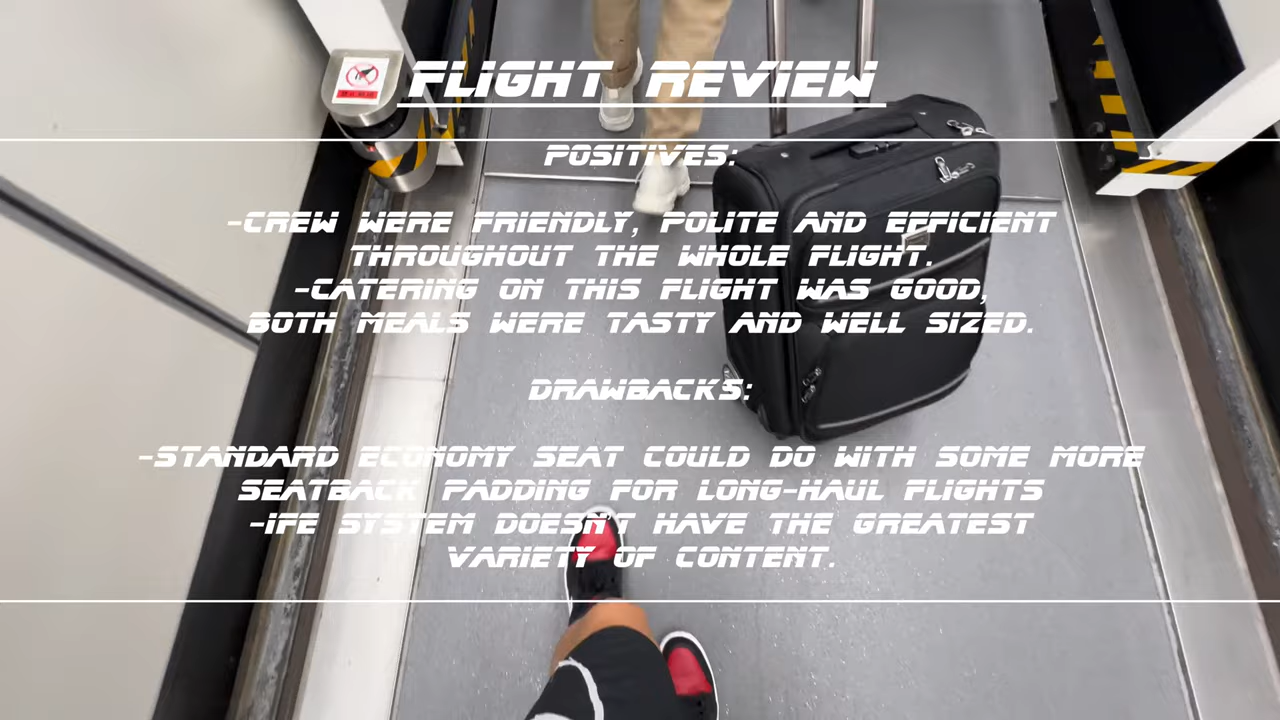 FLIGHT REVIEW
POSITIVES:
-CREW WERE FRIENDLY, POLITE AND EFFICIENT
THROUGHOUT THE WHOLE FLIGHT.
-CATERING ON THIS FLIGHT WAS GOOD,
BOTH MEALS WERE TASTY AND WELL SIZED.
DRAWBACKS:
-STANDARD ECONOMY SEAT COULD DO WITH SOME MORE
SEATBACK PADDING FOR LONG-HAUL FLIGHTS
-IFE SYSTEM DOESN'T HAVE THE GREATEST
VARIETY OF CONTENT.